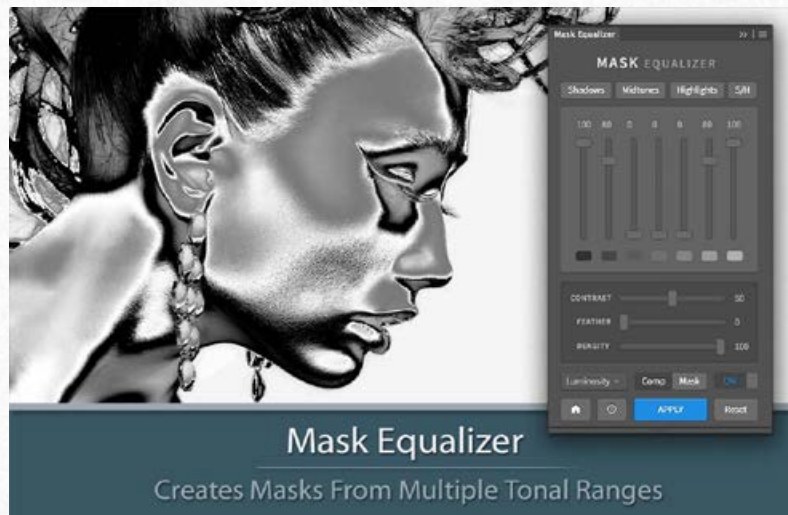 Mask Equalizer
MASK EQUALIZER
Shadows Midtones Highlights S/H
100 80 0 0 0 80 100
CONTRAST 50
FEATHER 0
DENSITY 100
Luminosity Comp Mask ON
APPLY Reset
Mask Equalizer
Creates Masks From Multiple Tonal Ranges